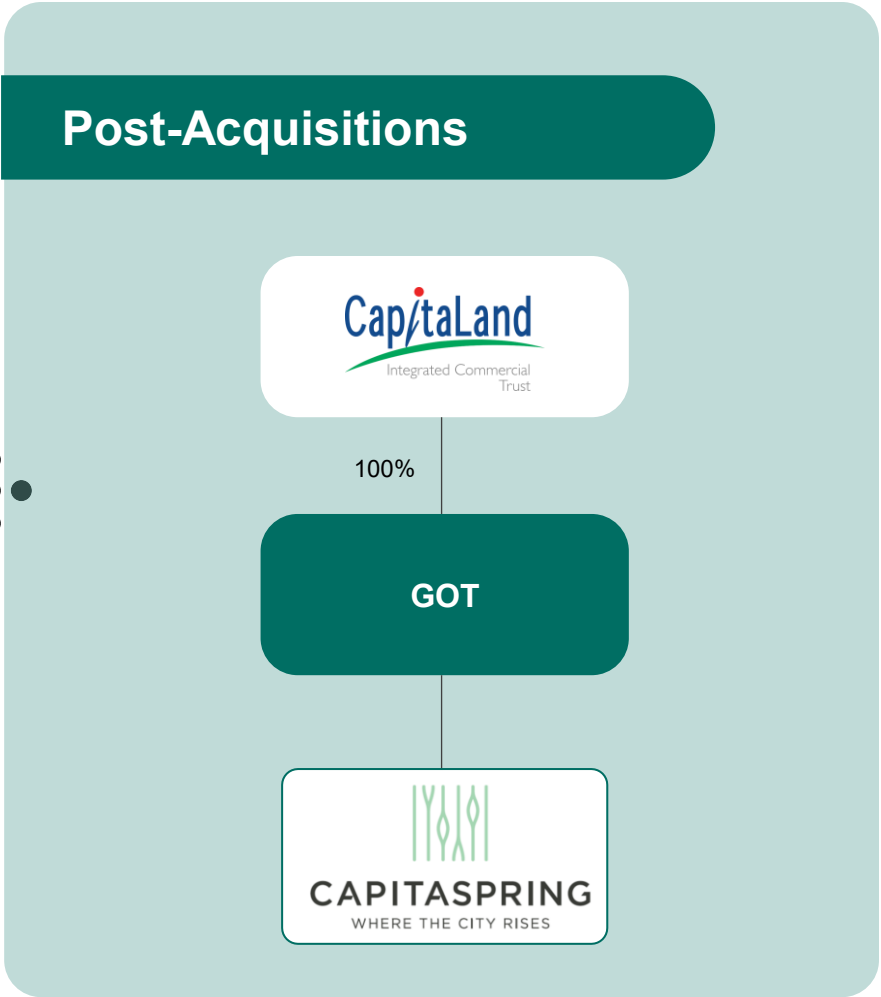 Post-Acquisitions
CapitaLand
Integrated Commercial
Trust
100%
GOT
CAPITASPRING
WHERE THE CITY RISES